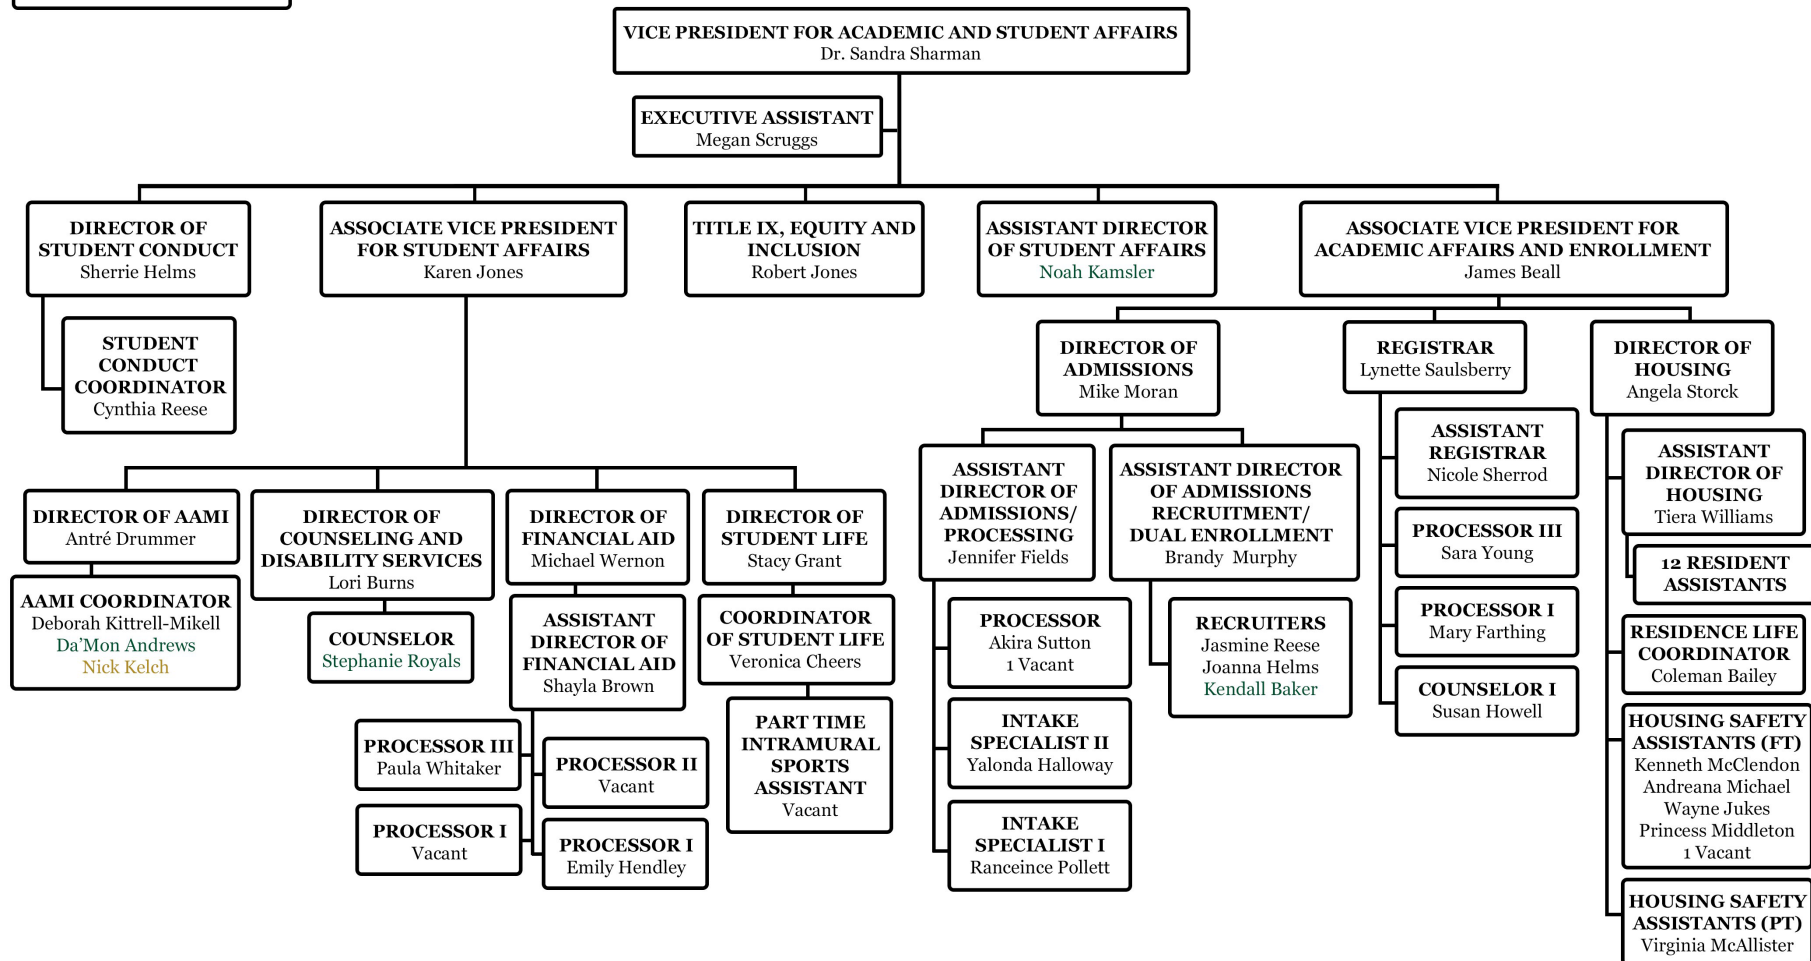 VICE PRESIDENT FOR ACADEMIC AND STUDENT AFFAIRS
Dr. Sandra Sharman
EXECUTIVE ASSISTANT
Megan Scruggs
DIRECTOR OF
STUDENT CONDUCT
Sherrie Helms
STUDENT
CONDUCT
COORDINATOR
Cynthia Reese
ASSOCIATE VICE PRESIDENT
FOR STUDENT AFFAIRS
Karen Jones
TITLE IX, EQUITY AND
INCLUSION
Robert Jones
ASSISTANT DIRECTOR
OF STUDENT AFFAIRS
Noah Kamsler
ASSOCIATE VICE PRESIDENT FOR
ACADEMIC AFFAIRS AND ENROLLMENT
James Beall
DIRECTOR OF AAMI
Antré Drummer
AAMI COORDINATOR
Deborah Kittrell-Mikell
Da’Mon Andrews
Nick Kelch
DIRECTOR OF
COUNSELING AND
DISABILITY SERVICES
Lori Burns
COUNSELOR
Stephanie Royals
DIRECTOR OF
FINANCIAL AID
Michael Wernon
ASSISTANT
DIRECTOR OF
FINANCIAL AID
Shayla Brown
PROCESSOR III
Paula Whitaker
PROCESSOR II
Vacant
PROCESSOR I
Vacant
PROCESSOR I
Emily Hendley
DIRECTOR OF
STUDENT LIFE
Stacy Grant
COORDINATOR
OF STUDENT LIFE
Veronica Cheers
PART TIME
INTRAMURAL
SPORTS
ASSISTANT
Vacant
DIRECTOR OF
ADMISSIONS
Mike Moran
ASSISTANT
DIRECTOR OF
ADMISSIONS/
PROCESSING
Jennifer Fields
PROCESSOR
Akira Sutton
1 Vacant
INTAKE
SPECIALIST II
Yalonda Halloway
INTAKE
SPECIALIST I
Ranceince Pollett
ASSISTANT DIRECTOR
OF ADMISSIONS
RECRUITMENT/
DUAL ENROLLMENT
Brandy Murphy
RECRUITERS
Jasmine Reese
Joanna Helms
Kendall Baker
REGISTRAR
Lynette Saulsberry
ASSISTANT
REGISTRAR
Nicole Sherrod
PROCESSOR III
Sara Young
PROCESSOR I
Mary Farthing
COUNSELOR I
Susan Howell
DIRECTOR OF
HOUSING
Angela Storck
ASSISTANT
DIRECTOR OF
HOUSING
Tiera Williams
12 RESIDENT
ASSISTANTS
RESIDENCE LIFE
COORDINATOR
Coleman Bailey
HOUSING SAFETY
ASSISTANTS (FT)
Kenneth McClendon
Andreana Michael
Wayne Jukes
Princess Middleton
1 Vacant
HOUSING SAFETY
ASSISTANTS (PT)
Virginia McAllister